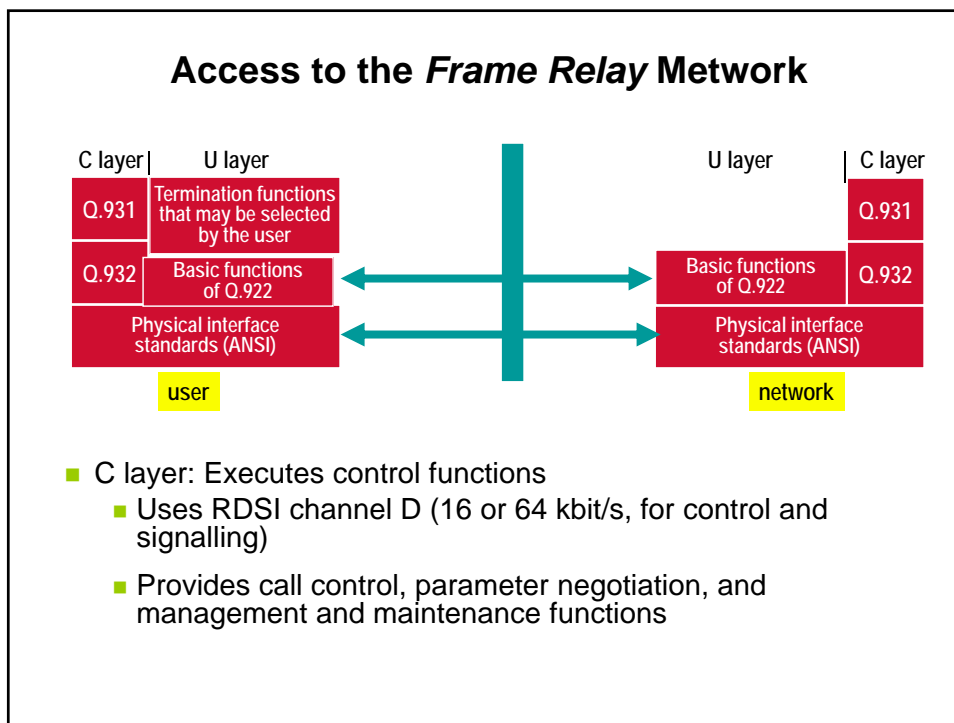 Access to the Frame Relay Metwork
C layer
U layer
U layer
C layer
Q.931
Termination functions
that may be selected
by the user
Q.931
Q.932
Basic functions
of Q.922
Basic functions
of Q.922
Q.932
Physical interface
standards (ANSI)
Physical interface
standards (ANSI)
user
network
C layer: Executes control functions
Uses RDSI channel D (16 or 64 kbit/s, for control and
signalling)
Provides call control, parameter negotiation, and
management and maintenance functions